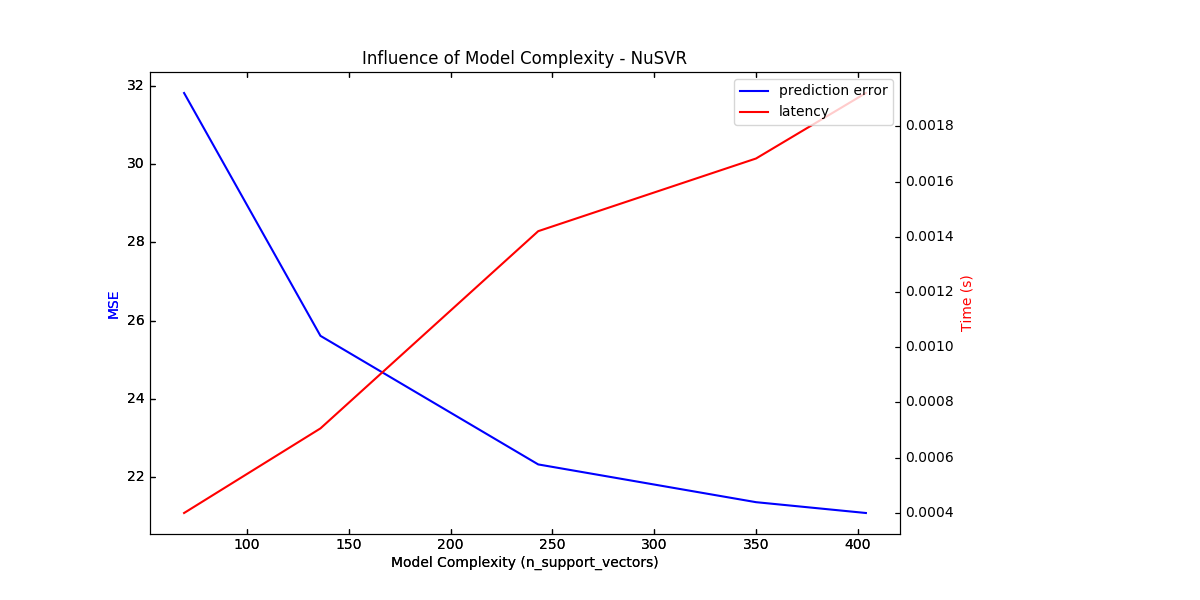 Influence of Model Complexity - NuSVR
prediction error
latency
32
30
28
26
24
22
MSE
0.0018
0.0016
0.0014
0.0012
0.0010
0.0008
0.0006
0.0004
Time (s)
100 150 200 250 300 350 400
Model Complexity (n_support_vectors)